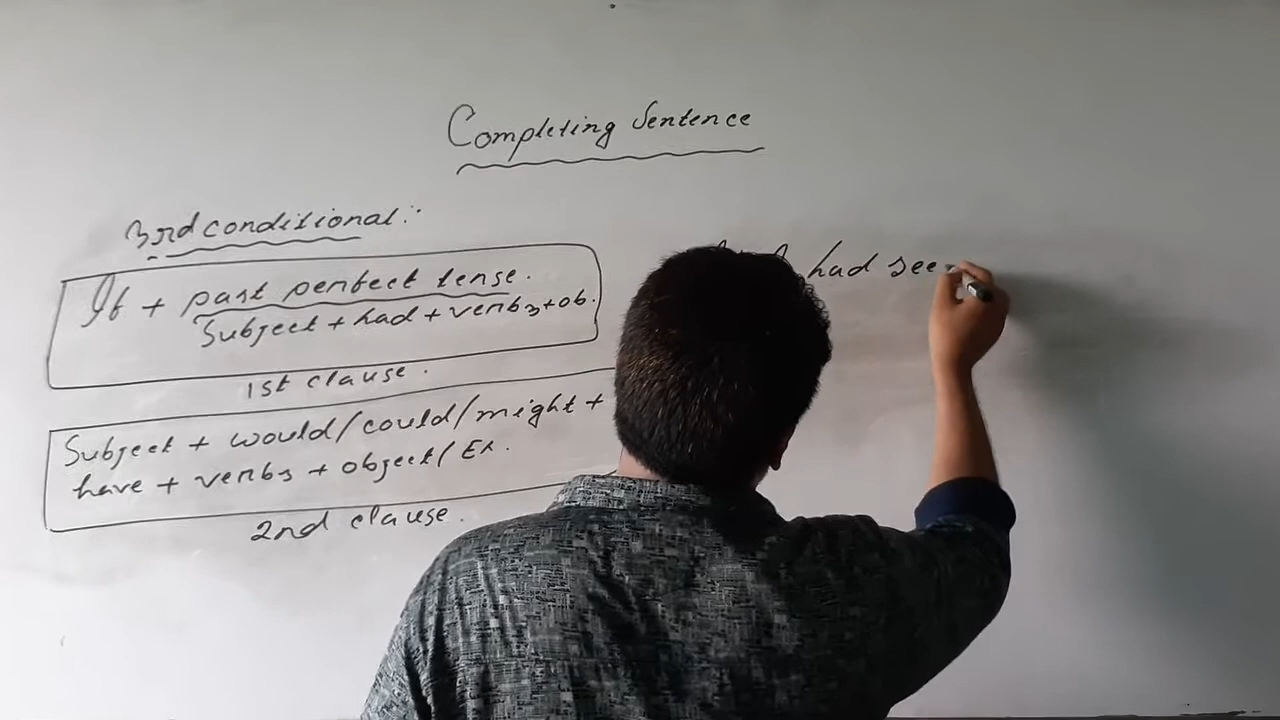 Completing Sentence
3rd conditional:
If + past perfect tense.
Subject + had + verb3 + ob.
1st clause.
Subject + would/could/might +
have + verb3 + object/Ex.
2nd clause.
had see